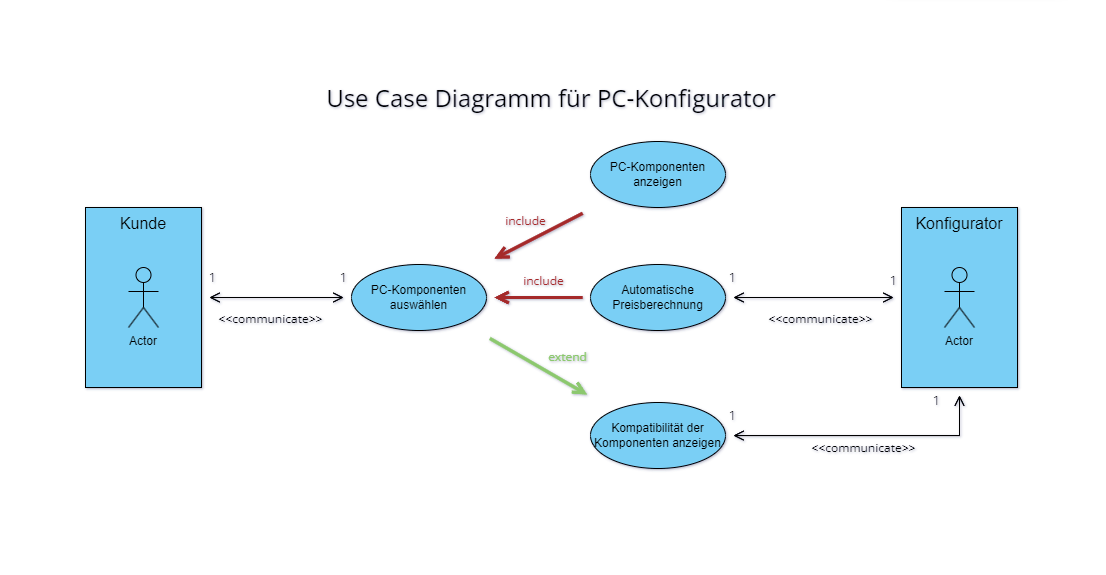 Use Case Diagramm für PC-Konfigurator
PC-Komponenten
anzeigen
Kunde
Konfigurator
include
1
1
PC-Komponenten
auswählen
include
Automatische
Preisberechnung
1
1
<<communicate>>
<<communicate>>
Actor
Actor
extend
1
1
Kompatibilität der
Komponenten anzeigen
<<communicate>>